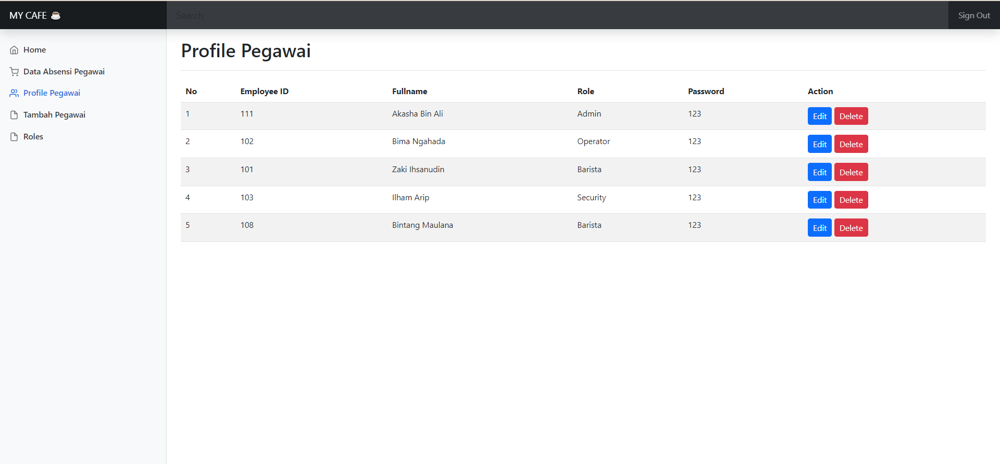 MY CAFE ☕
Search
Sign Out
Home
Data Absensi Pegawai
Profile Pegawai
Tambah Pegawai
Roles
Profile Pegawai
No Employee ID Fullname Role Password Action
1 111 Akasha Bin Ali Admin 123 Edit Delete
2 102 Bima Ngahada Operator 123 Edit Delete
3 101 Zaki Ihsanudin Barista 123 Edit Delete
4 103 Ilham Arip Security 123 Edit Delete
5 108 Bintang Maulana Barista 123 Edit Delete